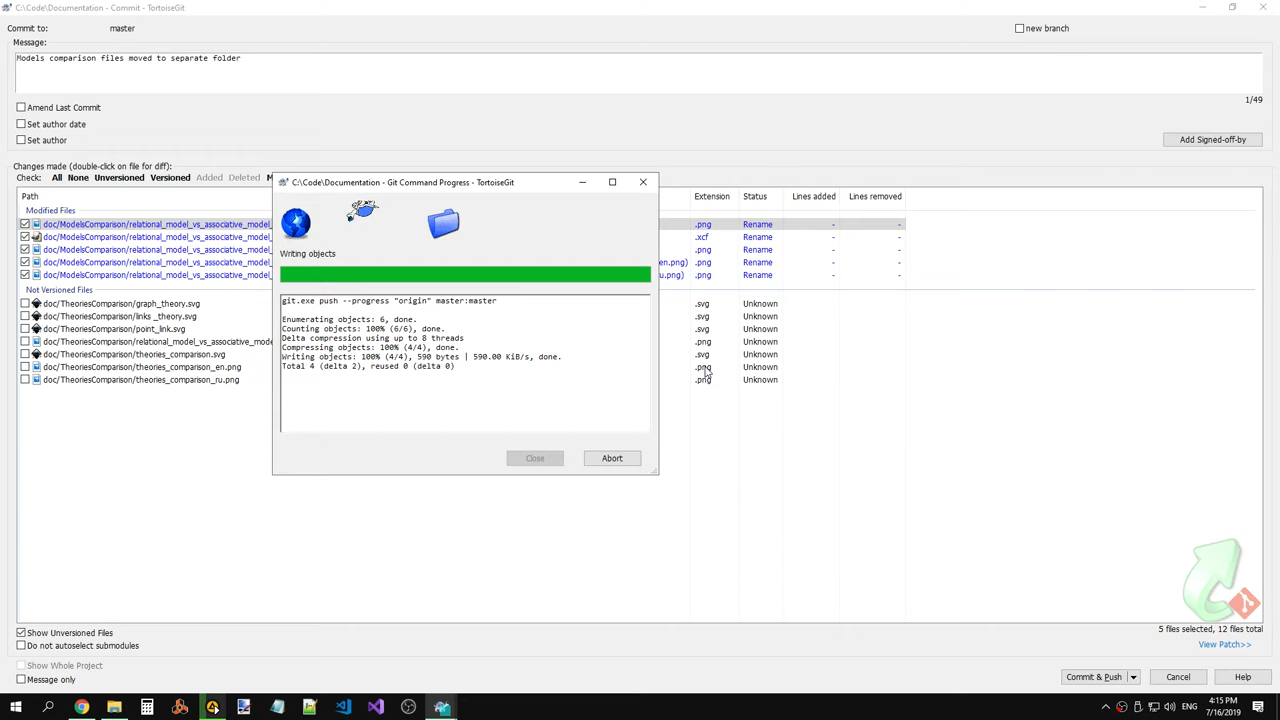 C:\Code\Documentation - Commit - TortoiseGit
Commit to: master
new branch
Message:
Models comparison files moved to separate folder
1/49
Amend Last Commit
Set author date
Set author
Add Signed-off-by
Changes made (double-click on file for diff):
Check: All None Unversioned Versioned Added Deleted
Path Extension Status Lines added Lines removed
Modified Files
doc/ModelsComparison/relational_model_vs_associative_model_ .png Rename - -
doc/ModelsComparison/relational_model_vs_associative_model_ .xcf Rename - -
doc/ModelsComparison/relational_model_vs_associative_model_ .png Rename - -
doc/ModelsComparison/relational_model_vs_associative_model_ en.png) .png Rename - -
doc/ModelsComparison/relational_model_vs_associative_model_ u.png) .png Rename - -
Not Versioned Files
doc/TheoriesComparison/graph_theory.svg .svg Unknown
doc/TheoriesComparison/links _theory.png .svg Unknown
doc/TheoriesComparison/point_link.svg .svg Unknown
doc/TheoriesComparison/relational_model_vs_associative_mode .png Unknown
doc/TheoriesComparison/theories_comparison.svg .svg Unknown
doc/TheoriesComparison/theories_comparison_en.png .png Unknown
doc/TheoriesComparison/theories_comparison_ru.png .png Unknown
C:\Code\Documentation - Git Command Progress - TortoiseGit
Writing objects
git.exe push --progress "origin" master:master
Enumerating objects: 6, done.
Counting objects: 100% (6/6), done.
Delta compression using up to 8 threads
Compressing objects: 100% (4/4), done.
Writing objects: 100% (4/4), 590 bytes | 590.00 KiB/s, done.
Total 4 (delta 2), reused 0 (delta 0)
Close Abort
Show Unversioned Files
5 files selected, 12 files total
Do not autoselect submodules
View Patch>>
Show Whole Project
Message only
Commit & Push Cancel Help
ENG
4:15 PM
7/16/2019